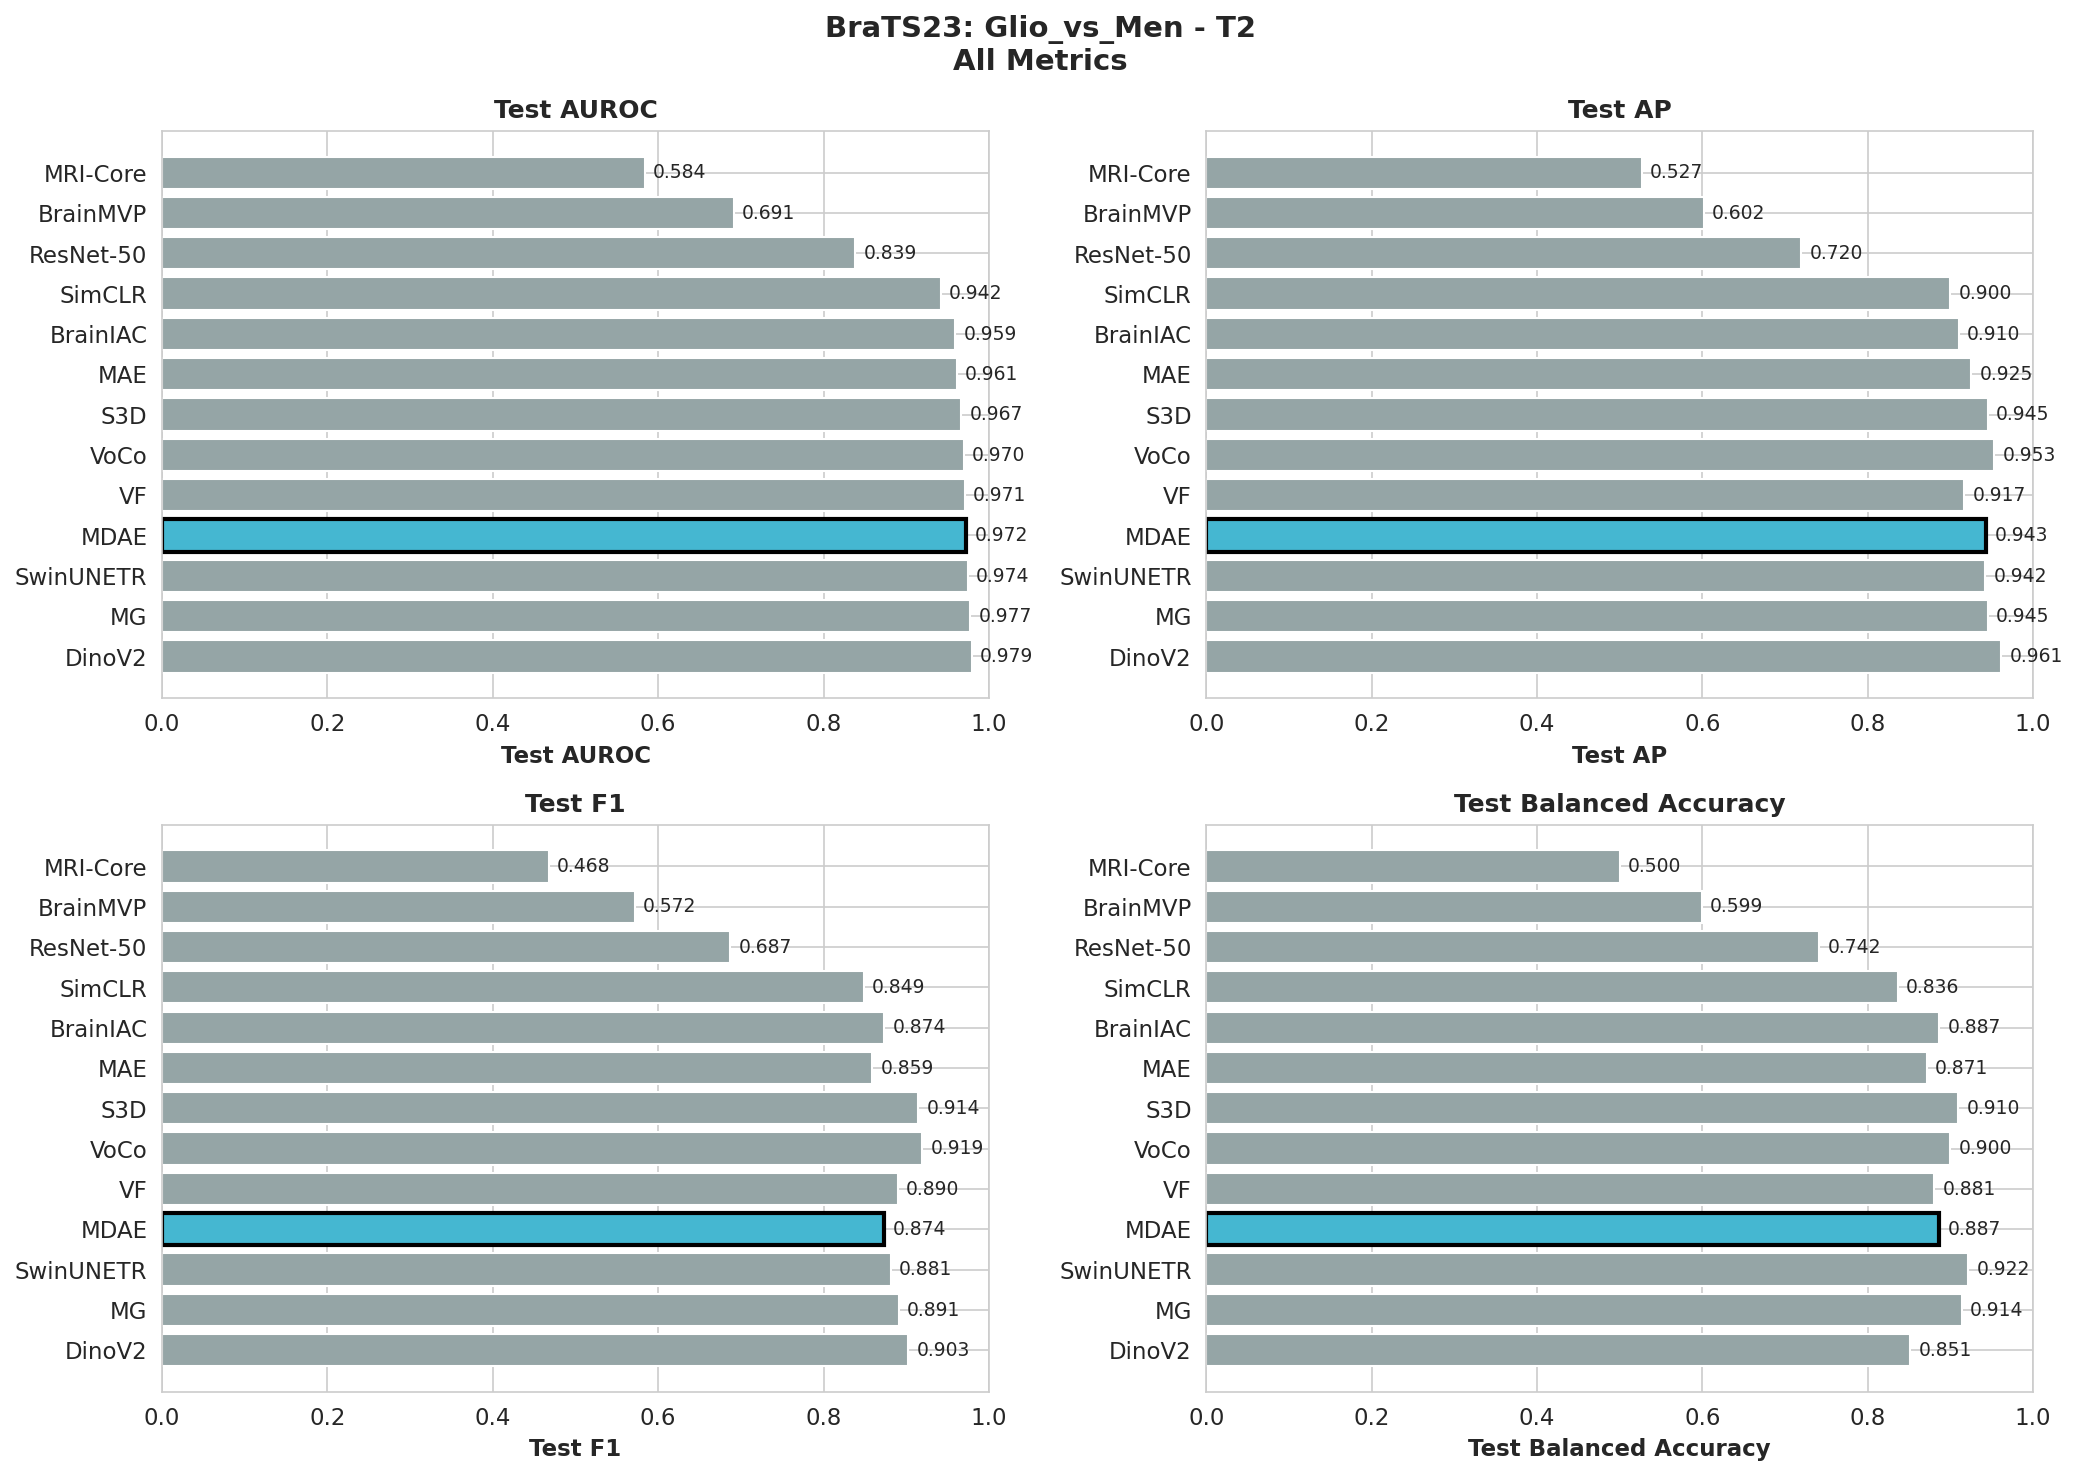 BraTS23: Glio_vs_Men - T2
All Metrics
Test AUROC
MRI-Core 0.584
BrainMVP 0.691
ResNet-50 0.839
SimCLR 0.942
BrainIAC 0.959
MAE 0.961
S3D 0.967
VoCo 0.970
VF 0.971
MDAE 0.972
SwinUNETR 0.974
MG 0.977
DinoV2 0.979
0.0 0.2 0.4 0.6 0.8 1.0
Test AUROC
Test AP
MRI-Core 0.527
BrainMVP 0.602
ResNet-50 0.720
SimCLR 0.900
BrainIAC 0.910
MAE 0.925
S3D 0.945
VoCo 0.953
VF 0.917
MDAE 0.943
SwinUNETR 0.942
MG 0.945
DinoV2 0.961
0.0 0.2 0.4 0.6 0.8 1.0
Test AP
Test F1
MRI-Core 0.468
BrainMVP 0.572
ResNet-50 0.687
SimCLR 0.849
BrainIAC 0.874
MAE 0.859
S3D 0.914
VoCo 0.919
VF 0.890
MDAE 0.874
SwinUNETR 0.881
MG 0.891
DinoV2 0.903
0.0 0.2 0.4 0.6 0.8 1.0
Test F1
Test Balanced Accuracy
MRI-Core 0.500
BrainMVP 0.599
ResNet-50 0.742
SimCLR 0.836
BrainIAC 0.887
MAE 0.871
S3D 0.910
VoCo 0.900
VF 0.881
MDAE 0.887
SwinUNETR 0.922
MG 0.914
DinoV2 0.851
0.0 0.2 0.4 0.6 0.8 1.0
Test Balanced Accuracy